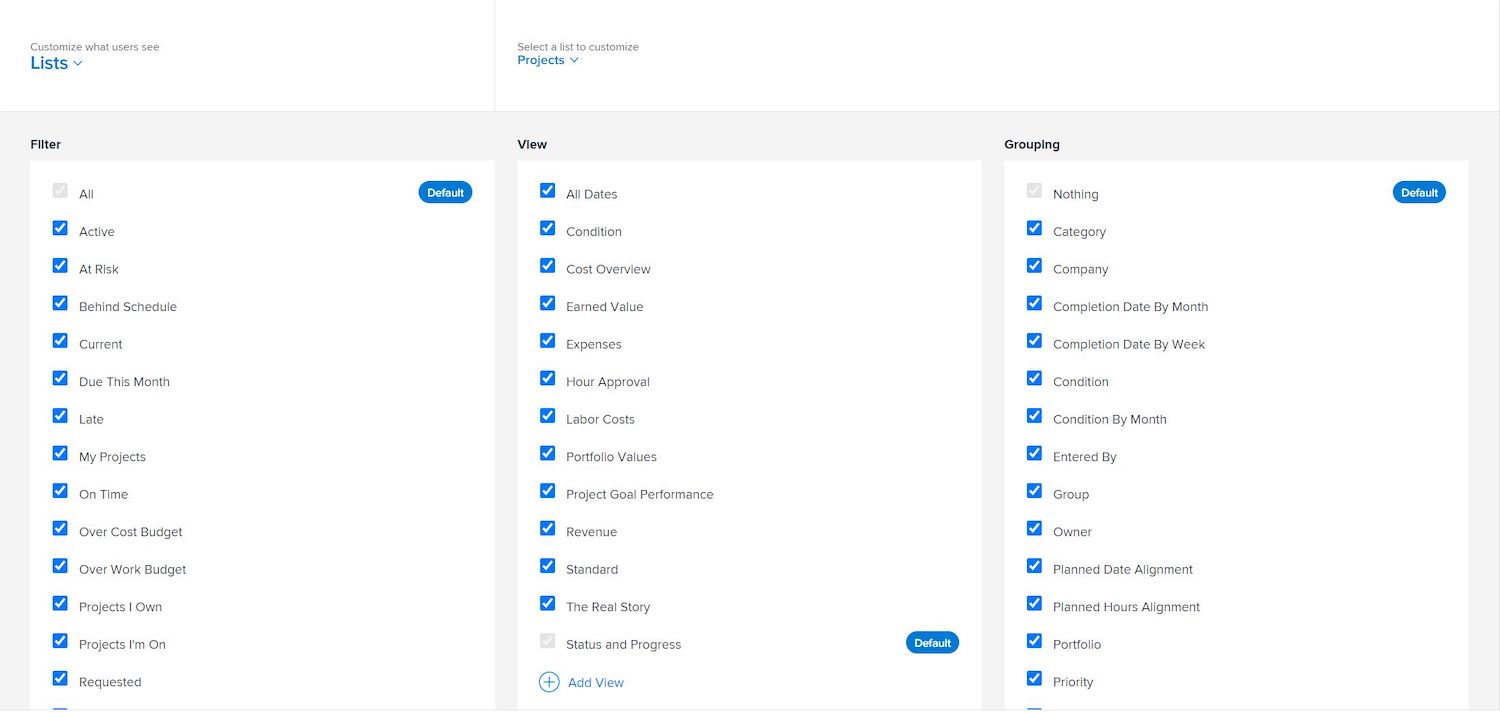 Customize what users see
Lists
Select a list to customize
Projects
Filter
All
Default
Active
At Risk
Behind Schedule
Current
Due This Month
Late
My Projects
On Time
Over Cost Budget
Over Work Budget
Projects I Own
Projects I'm On
Requested
View
All Dates
Condition
Cost Overview
Earned Value
Expenses
Hour Approval
Labor Costs
Portfolio Values
Project Goal Performance
Revenue
Standard
The Real Story
Status and Progress
Default
Add View
Grouping
Nothing
Default
Category
Company
Completion Date By Month
Completion Date By Week
Condition
Condition By Month
Entered By
Group
Owner
Planned Date Alignment
Planned Hours Alignment
Portfolio
Priority